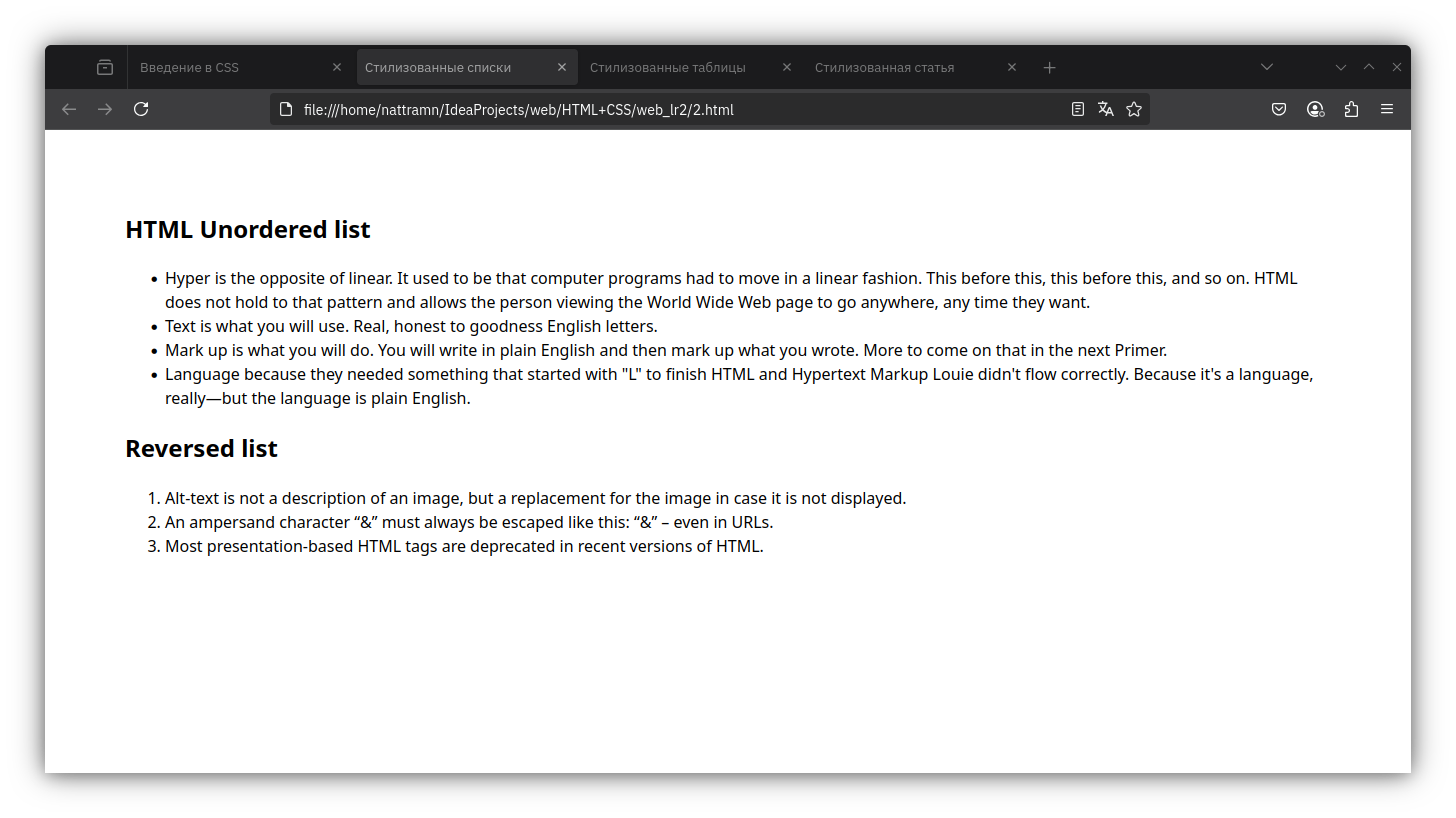 Введение в CSS
Стилизованные списки
Стилизованные таблицы
Стилизованная статья
file:///home/nattramn/IdeaProjects/web/HTML+CSS/web_lr2/2.html
HTML Unordered list
• Hyper is the opposite of linear. It used to be that computer programs had to move in a linear fashion. This before this, this before this, and so on. HTML
does not hold to that pattern and allows the person viewing the World Wide Web page to go anywhere, any time they want.
• Text is what you will use. Real, honest to goodness English letters.
• Mark up is what you will do. You will write in plain English and then mark up what you wrote. More to come on that in the next Primer.
• Language because they needed something that started with "L" to finish HTML and Hypertext Markup Louie didn't flow correctly. Because it's a language,
really—but the language is plain English.
Reversed list
1. Alt-text is not a description of an image, but a replacement for the image in case it is not displayed.
2. An ampersand character “&” must always be escaped like this: “&” – even in URLs.
3. Most presentation-based HTML tags are deprecated in recent versions of HTML.